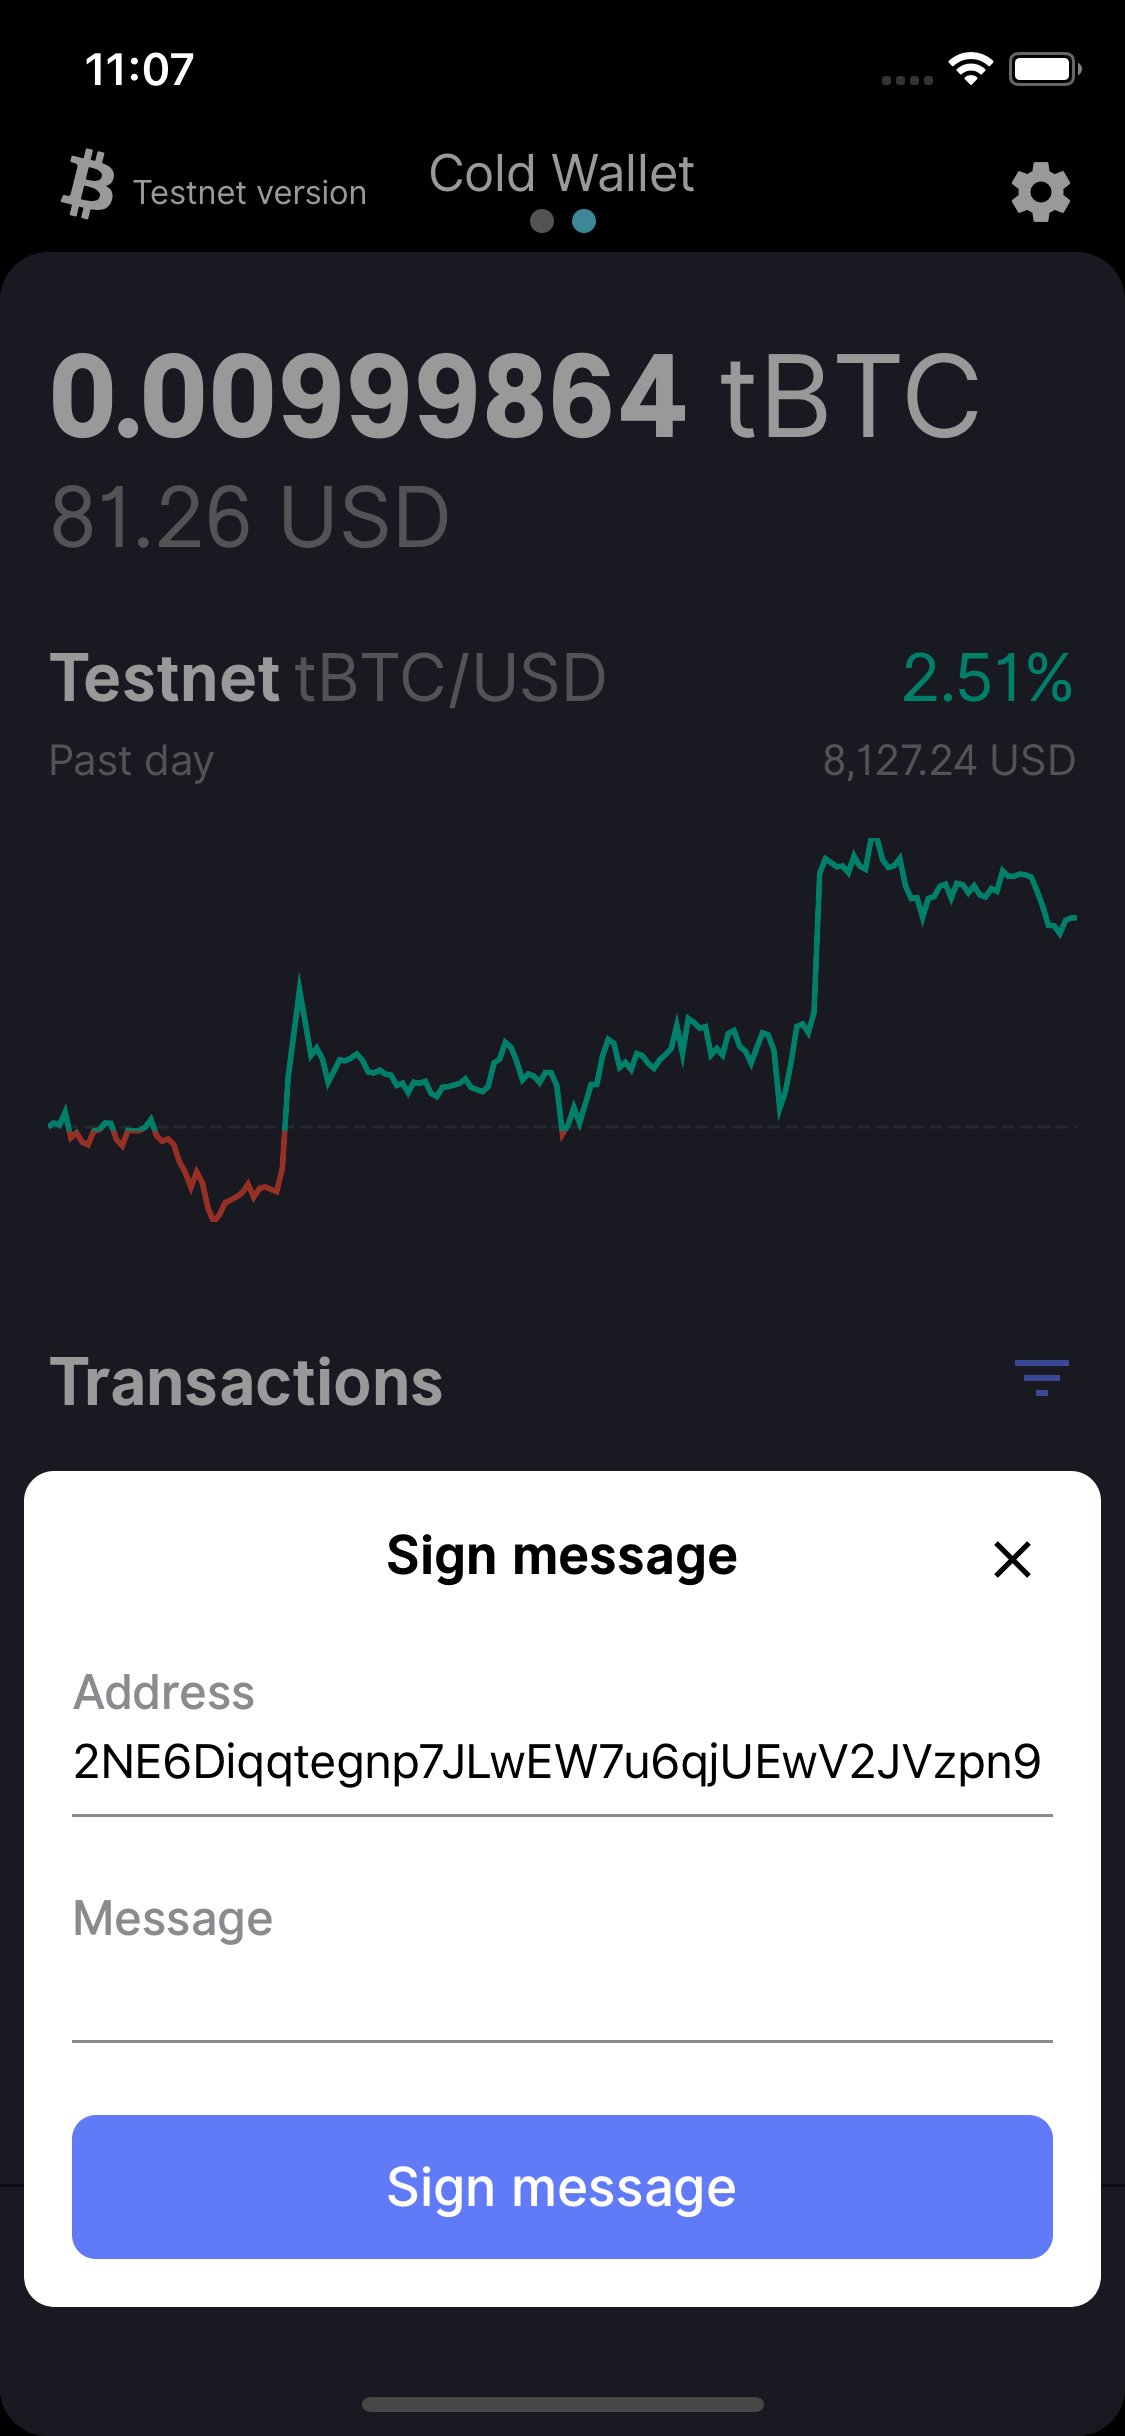 11:07
Testnet version
Cold Wallet
0.00999864 tBTC
81.26 USD
Testnet tBTC/USD 2.51%
Past day 8,127.24 USD
Transactions
Sign message
Address
2NE6Diqqtegnp7JLwEW7u6qjUEwV2JVzpn9
Message
Sign message